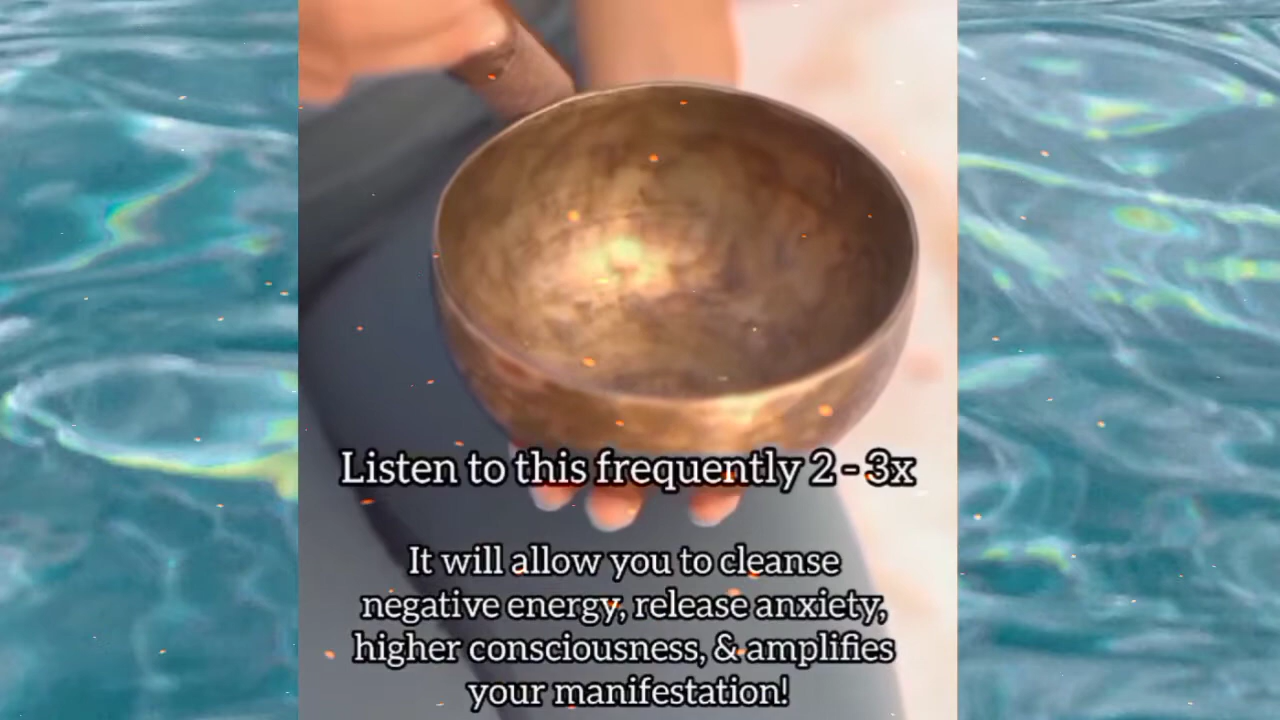 Listen to this frequently 2 - 3x
It will allow you to cleanse
negative energy, release anxiety,
higher consciousness, & amplifies
your manifestation!